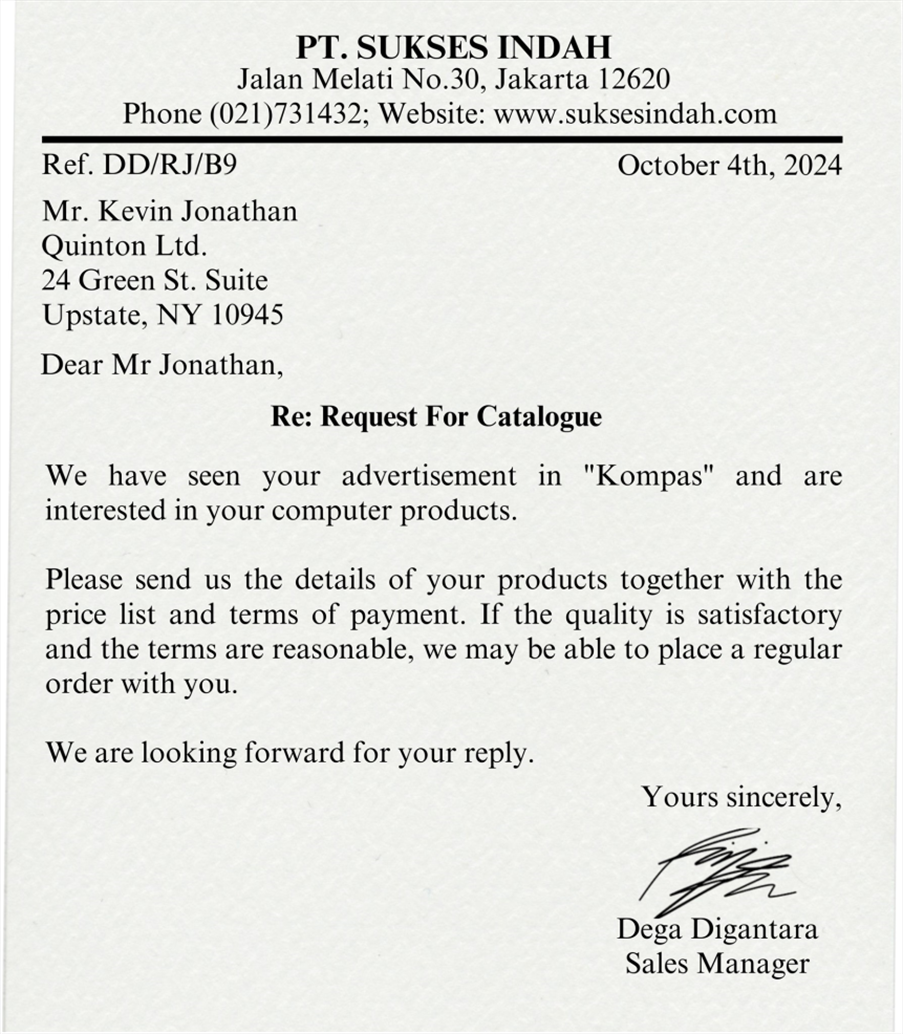 PT. SUKSES INDAH
Jalan Melati No.30, Jakarta 12620
Phone (021)731432; Website: www.suksesindah.com
Ref. DD/RJ/B9 October 4th, 2024
Mr. Kevin Jonathan
Quinton Ltd.
24 Green St. Suite
Upstate, NY 10945
Dear Mr Jonathan,
Re: Request For Catalogue
We have seen your advertisement in "Kompas" and are
interested in your computer products.
Please send us the details of your products together with the
price list and terms of payment. If the quality is satisfactory
and the terms are reasonable, we may be able to place a regular
order with you.
We are looking forward for your reply.
Yours sincerely,
Dega Digantara
Sales Manager